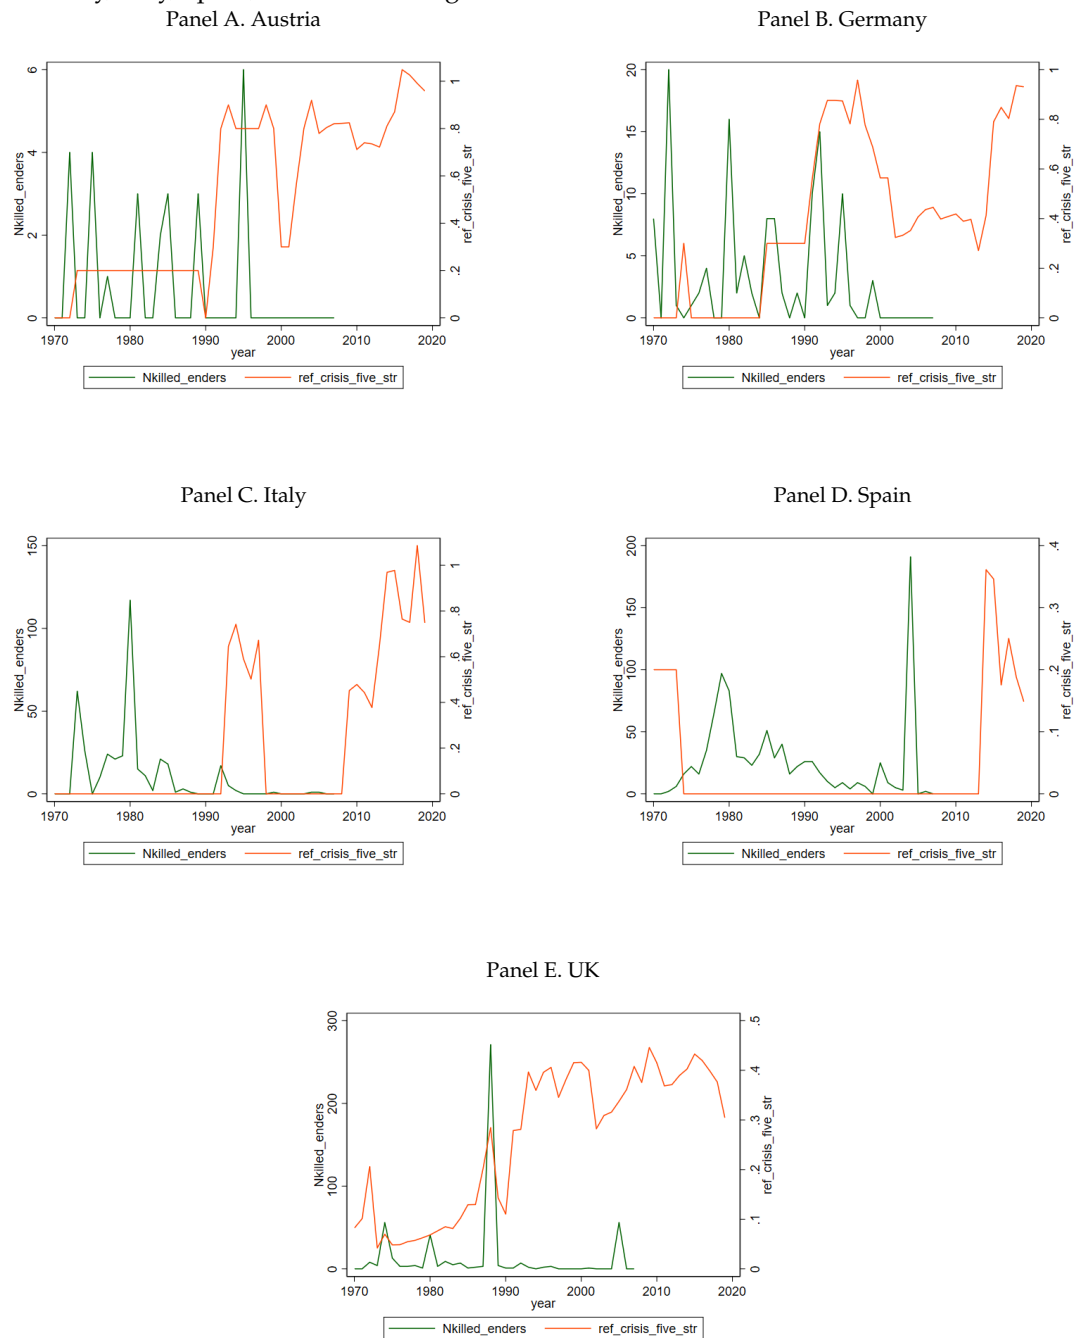 Panel A. Austria
Panel B. Germany
6
4
2
0
Nkilled_enders
1
.8
.6
.4
.2
0
ref_crisis_five_str
1970 1980 1990 2000 2010 2020
year
Nkilled_enders ref_crisis_five_str
20
15
10
5
0
Nkilled_enders
1
.8
.6
.4
.2
0
ref_crisis_five_str
1970 1980 1990 2000 2010 2020
year
Nkilled_enders ref_crisis_five_str
Panel C. Italy
Panel D. Spain
150
100
50
0
Nkilled_enders
1
.8
.6
.4
.2
0
ref_crisis_five_str
1970 1980 1990 2000 2010 2020
year
Nkilled_enders ref_crisis_five_str
200
150
100
50
0
Nkilled_enders
.4
.3
.2
.1
0
ref_crisis_five_str
1970 1980 1990 2000 2010 2020
year
Nkilled_enders ref_crisis_five_str
Panel E. UK
300
200
100
0
Nkilled_enders
.5
.4
.3
.2
.1
0
ref_crisis_five_str
1970 1980 1990 2000 2010 2020
year
Nkilled_enders ref_crisis_five_str